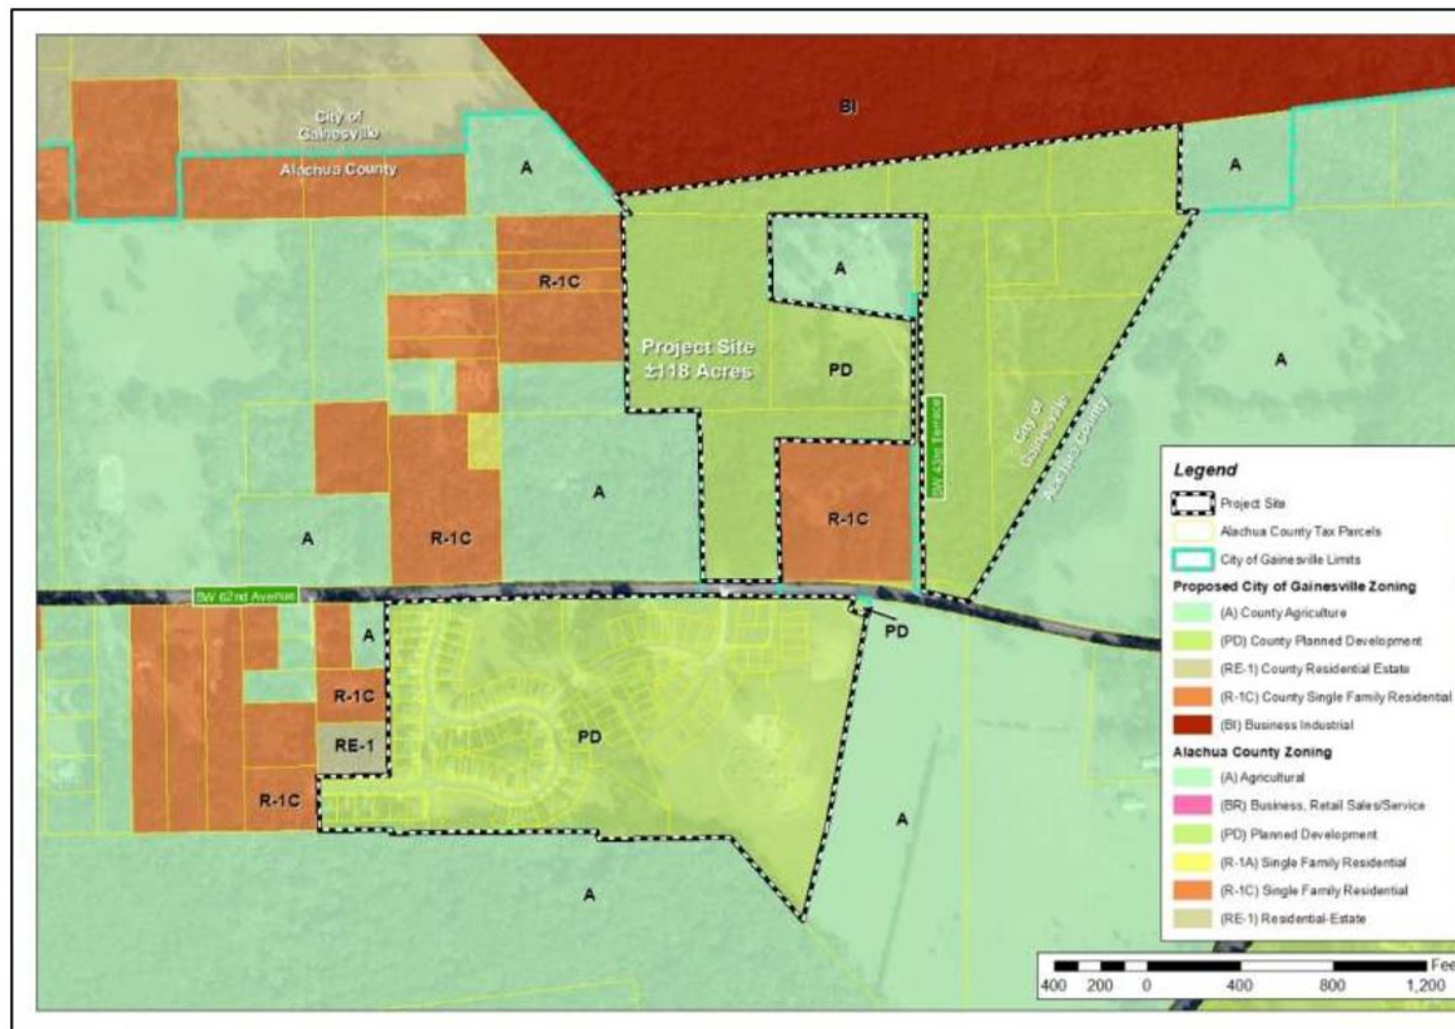 BI
City of
Gainesville
Alachua County
A
A
R-1C
A
Project Site
±118 Acres
PD
A
City of
Gainesville
Alachua County
SW 41st Terrace
A
R-1C
A
R-1C
SW 62nd Avenue
A
PD
R-1C
RE-1
PD
R-1C
A
A
Legend
Project Site
Alachua County Tax Parcels
City of Gainesville Limits
Proposed City of Gainesville Zoning
(A) County Agriculture
(PD) County Planned Development
(RE-1) County Residential Estate
(R-1C) County Single Family Residential
(BI) Business Industrial
Alachua County Zoning
(A) Agricultural
(BR) Business, Retail Sales/Service
(PD) Planned Development
(R-1A) Single Family Residential
(R-1C) Single Family Residential
(RE-1) Residential-Estate
Fee
400 200 0 400 800 1,200